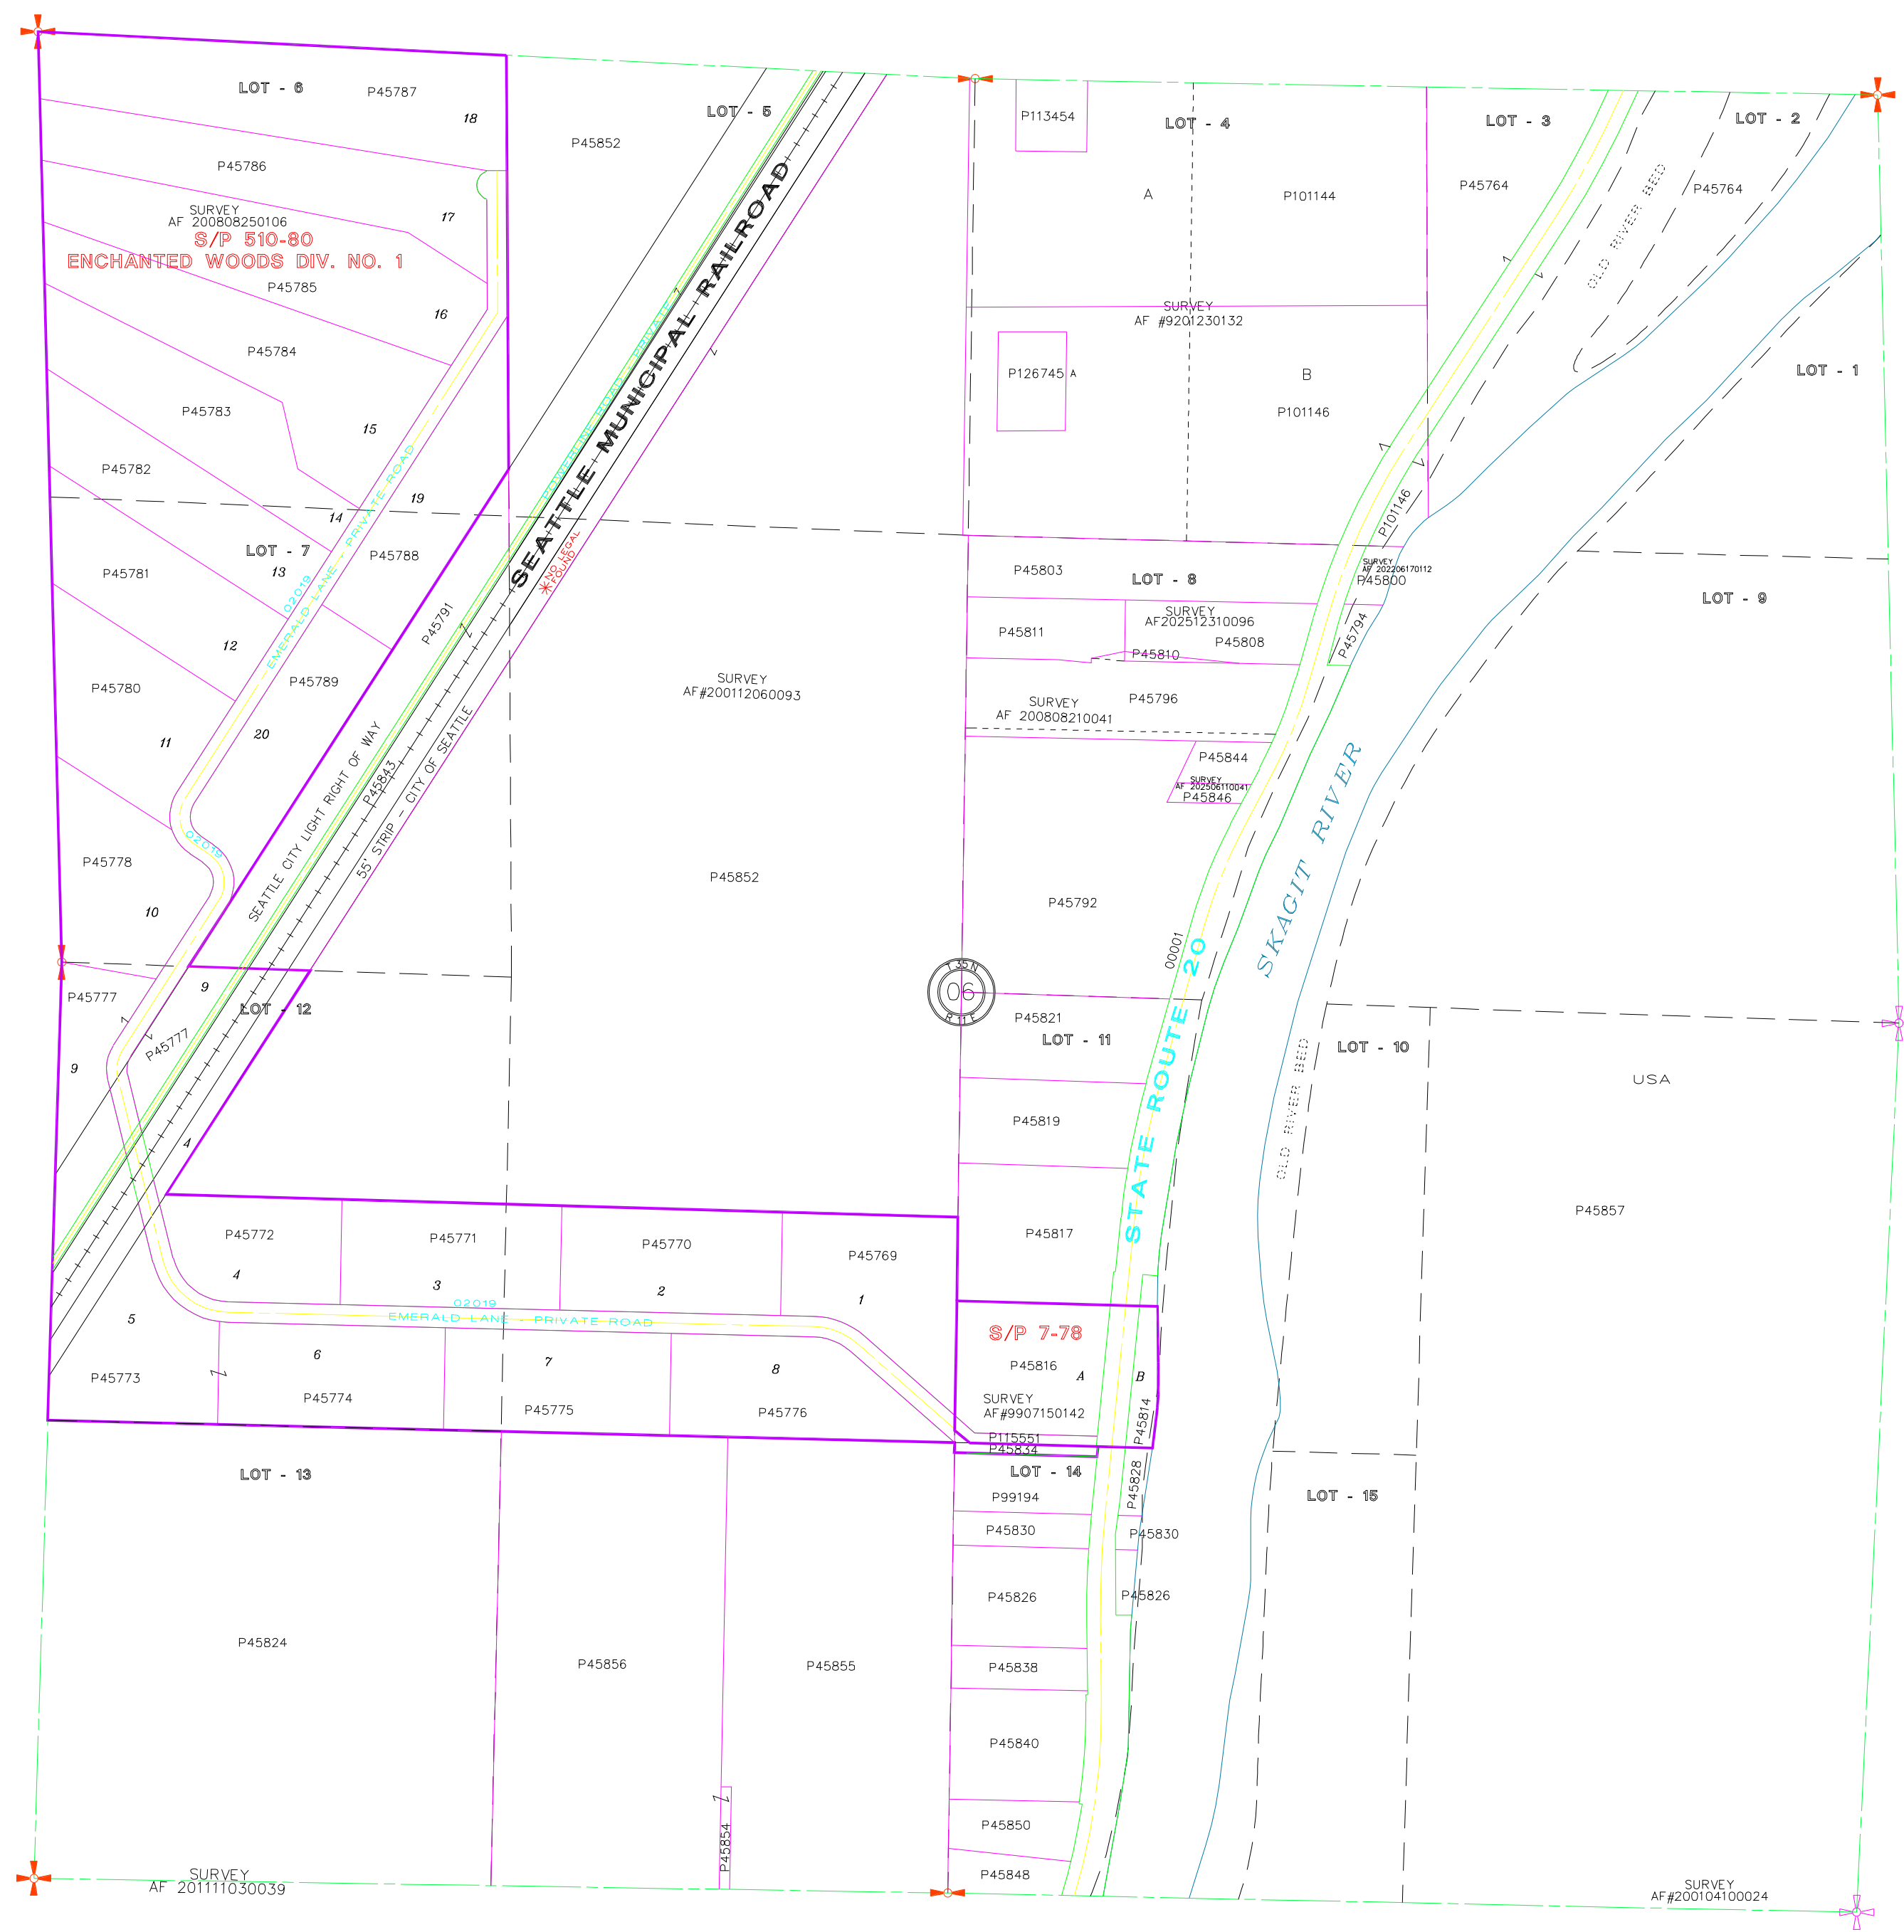 LOT - 6
P45787
18
LOT - 5
P45852
P113454
LOT - 4
LOT - 3
LOT - 2
P45786
17
SURVEY
AF 200808250106
S/P 510-80
ENCHANTED WOODS DIV. NO. 1
P45785
16
A
P101144
P45764
P45764
OLD RIVER BED
SURVEY
AF #9201230132
P45784
P45783
15
P126745 A
B
P101146
LOT - 1
SEATTLE MUNICIPAL RAILROAD
POWERLINE ROAD - PRIVATE
P45782
14
19
LOT - 7
13
P45788
P45781
02019
EMERALD LANE - PRIVATE ROAD
12
P45789
P45780
11
20
P45791
NO LEGAL
FOUND
P101146
P45803
LOT - 8
SURVEY
AF 202206170112
P45800
LOT - 9
P45811
SURVEY
AF202512310096
P45808
P45810
P45794
SURVEY
AF#200112060093
P45796
SURVEY
AF 200808210041
P45844
SURVEY
AF 202506110041
P45846
SKAGIT RIVER
SEATTLE CITY LIGHT RIGHT OF WAY
P45843
55' STRIP - CITY OF SEATTLE
02019
P45778
10
P45852
P45792
00001
STATE ROUTE 20
P45777
9
LOT - 12
P45777
9
4
T 35 N
06
R 11 E
P45821
LOT - 11
LOT - 10
OLD RIVER BED
USA
P45819
P45817
P45857
P45772
4
P45771
3
P45770
2
P45769
1
02019
EMERALD LANE - PRIVATE ROAD
5
6
7
8
P45773
P45774
P45775
P45776
S/P 7-78
P45816
A
B
SURVEY
AF#9907150142
P45814
P115551
P45834
P45828
LOT - 13
LOT - 14
LOT - 15
P99194
P45830
P45830
P45826
P45826
P45824
P45856
P45855
P45838
P45840
P45854
P45850
P45848
SURVEY
AF 201111030039
SURVEY
AF#200104100024